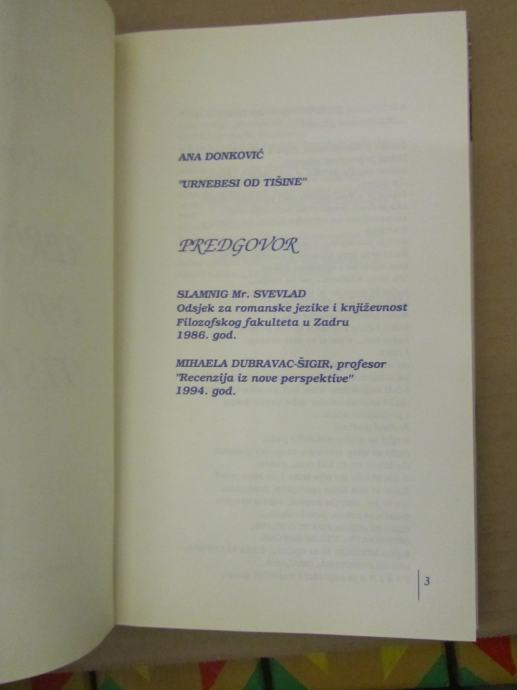 ANA DONKOVIĆ
"URNEBESI OD TIŠINE"
PREDGOVOR
SLAMNIG Mr. SVEVLAD
Odsjek za romanske jezike i književnost
Filozofskog fakulteta u Zadru
1986. god.
MIHAELA DUBRAVAC-ŠIGIR, profesor
"Recenzija iz nove perspektive"
1994. god.
3